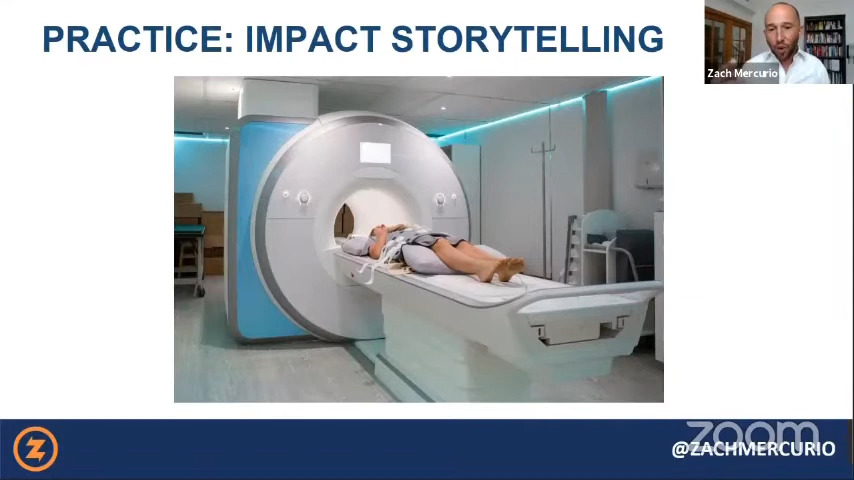 PRACTICE: IMPACT STORYTELLING
Zach Mercurio
zoom
@ZACHMERCURIO